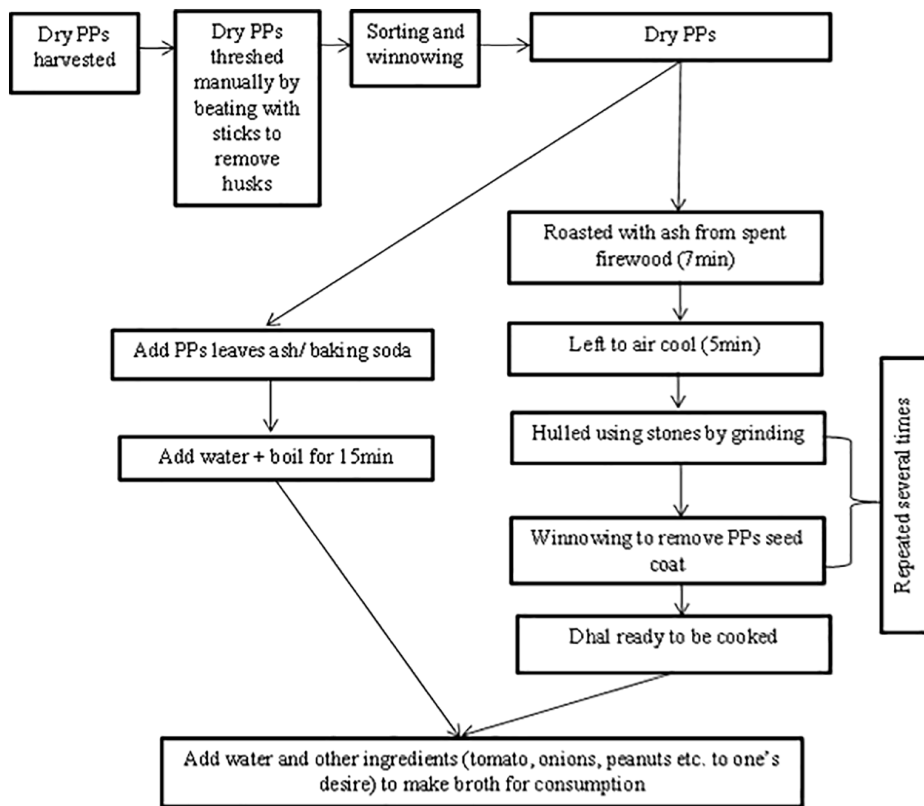 Dry PPs
harvested
Dry PPs
threshed
manually by
beating with
sticks to
remove
husks
Sorting and
winnowing
Dry PPs
Roasted with ash from spent
firewood (7min)
Left to air cool (5min)
Hulled using stones by grinding
Winnowing to remove PPs seed
coat
Dhal ready to be cooked
Repeated several times
Add PPs leaves ash/ baking soda
Add water + boil for 15min
Add water and other ingredients (tomato, onions, peanuts etc. to one's
desire) to make broth for consumption